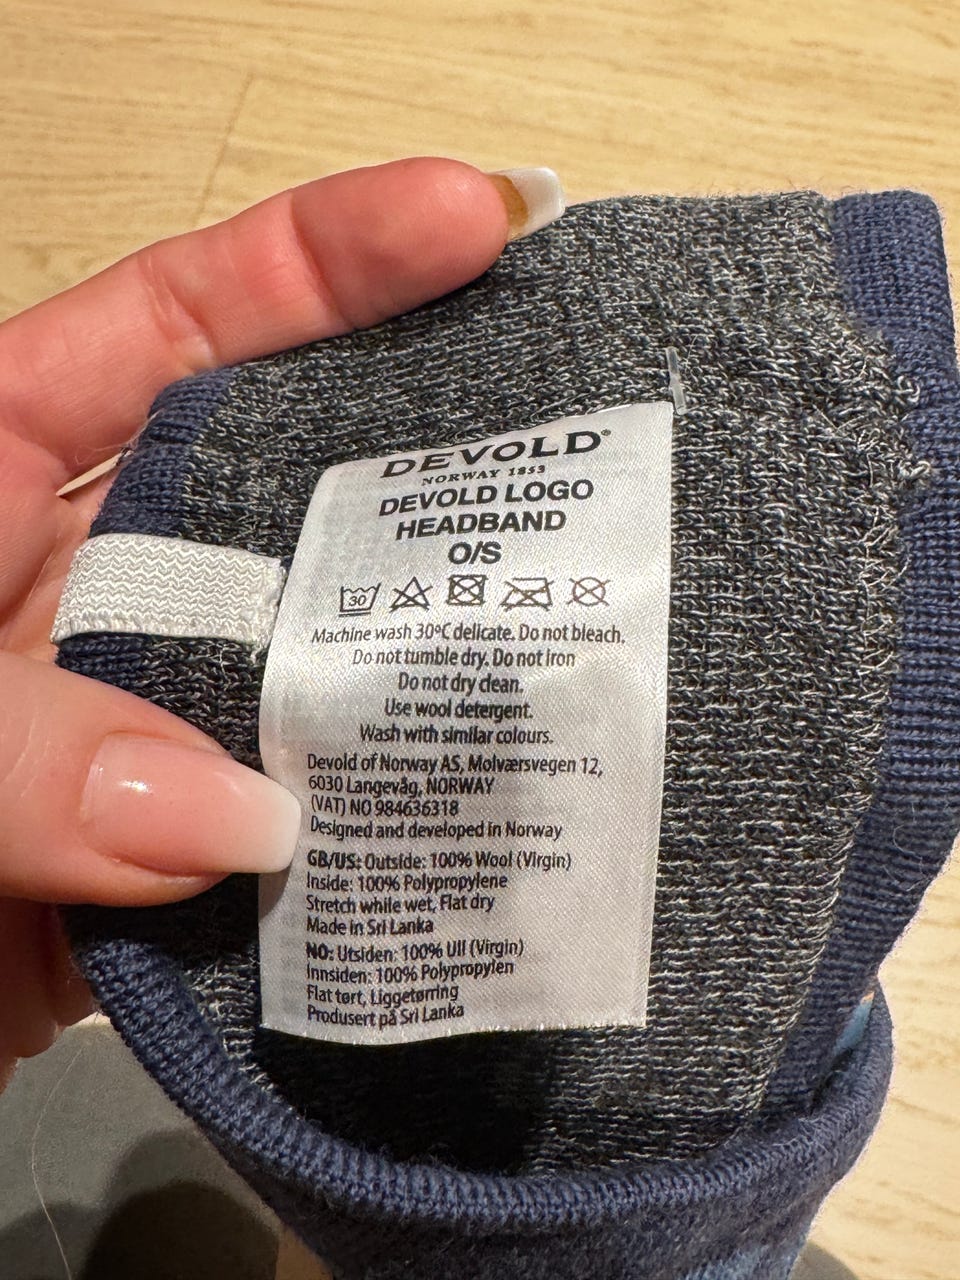 DEVOLD®
NORWAY 1853
DEVOLD LOGO
HEADBAND
O/S
30
Machine wash 30ºC delicate. Do not bleach.
Do not tumble dry. Do not iron
Do not dry clean.
Use wool detergent.
Wash with similar colours.
Devold of Norway AS, Molværsvegen 12,
6030 Langevåg, NORWAY
(VAT) NO 984636318
Designed and developed in Norway
GB/US: Outside: 100% Wool (Virgin)
Inside: 100% Polypropylene
Stretch while wet, Flat dry
Made in Sri Lanka
NO: Utsiden: 100% Ull (Virgin)
Innsiden: 100% Polypropylen
Flat tørt, Liggetørring
Produsert på Sri Lanka